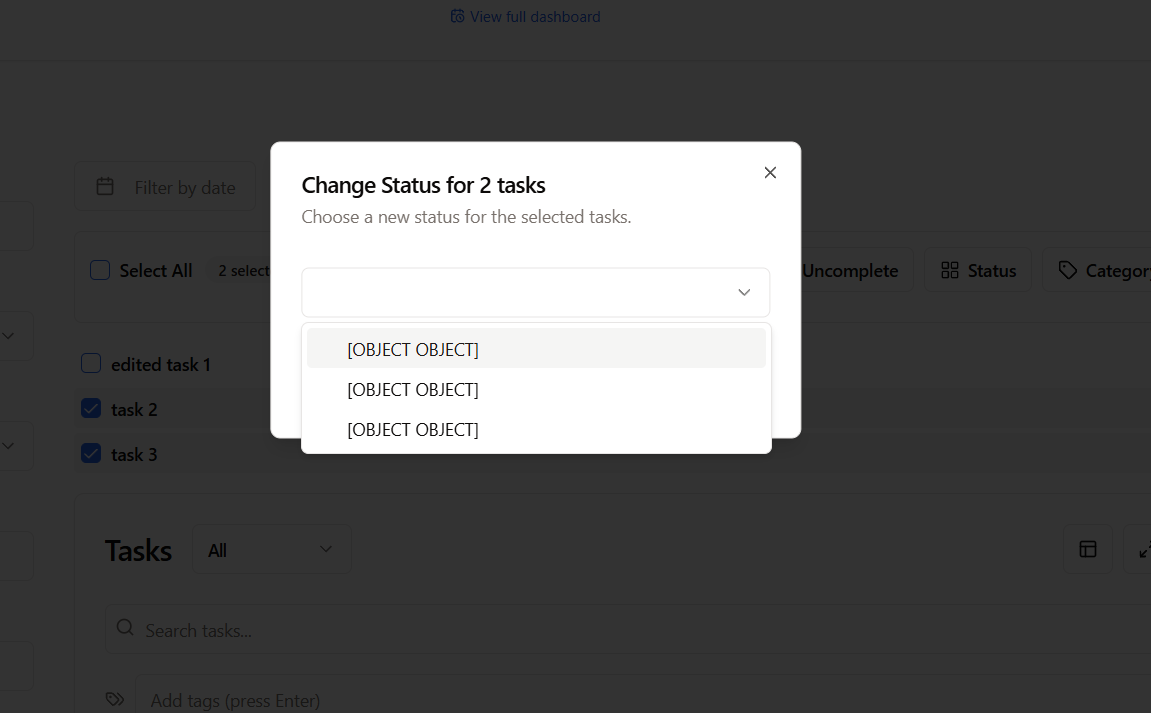 View full dashboard
Filter by date
Change Status for 2 tasks
Choose a new status for the selected tasks.
Select All
2 select
Uncomplete
Status
Category
[OBJECT OBJECT]
[OBJECT OBJECT]
[OBJECT OBJECT]
edited task 1
task 2
task 3
Tasks
All
Search tasks...
Add tags (press Enter)